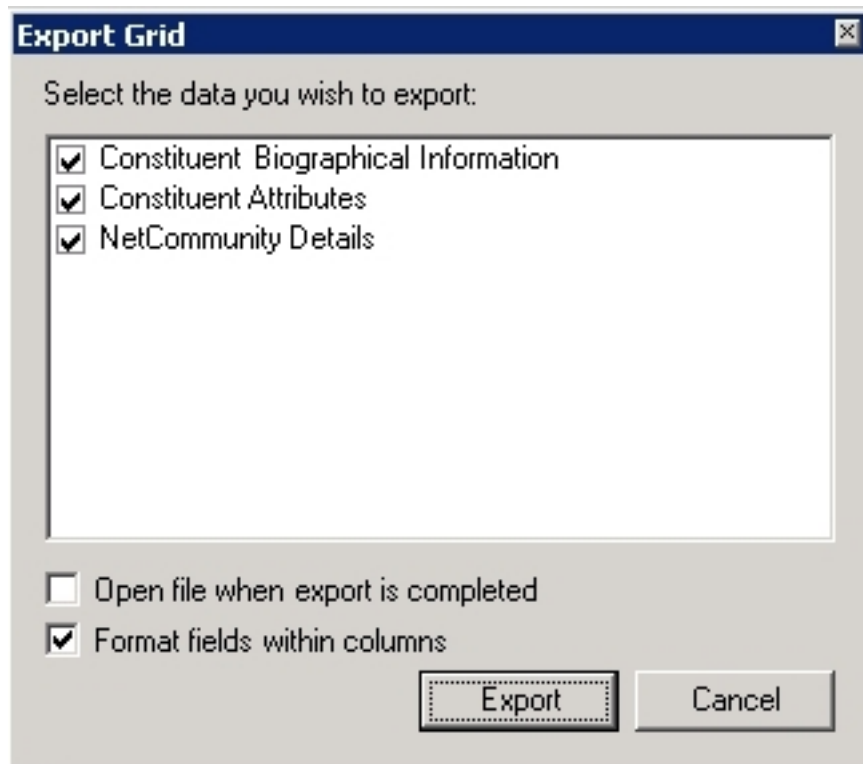 Export Grid
Select the data you wish to export:
Constituent Biographical Information
Constituent Attributes
NetCommunity Details
Open file when export is completed
Format fields within columns
Export Cancel